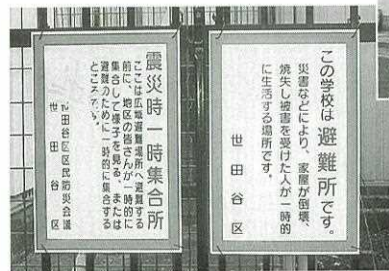 この学校は避難所です。
災害などにより、家屋が倒壊、
焼失し被害を受けた人が一時的
に生活する場所です。
世田谷区
震災時一時集合所
ここは広域避難場所へ避難する
前に、地区の皆さんが一時的に
集合して様子を見る、または
避難のために一時的に集合する
ところです。
世田谷区区民防災会議
世田谷区